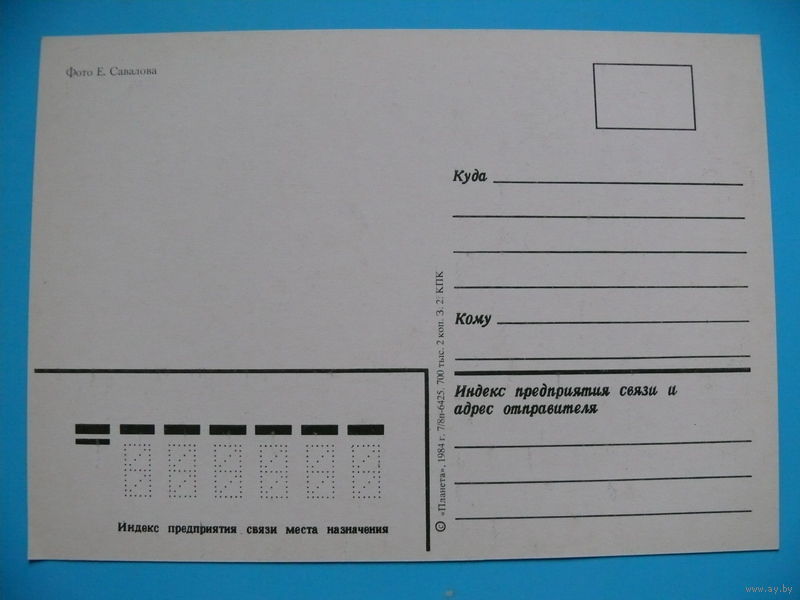 Фото Е. Савалова
Куда
Кому
Индекс предприятия связи и
адрес отправителя
© «Планета», 1984 г. 7/8п-6425. 700 тыс. 2 коп. З. 2. КПК
Индекс предприятия связи места назначения
www.ay.by